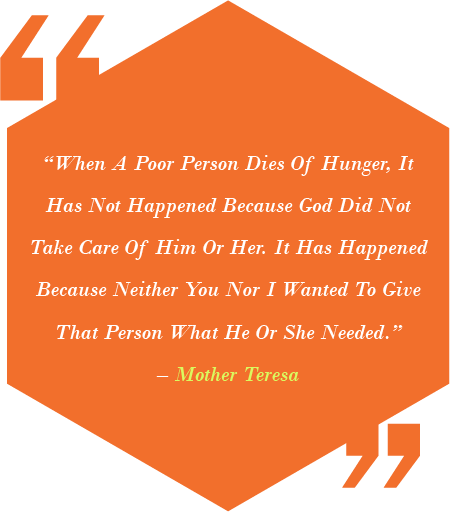 “When A Poor Person Dies Of Hunger, It
Has Not Happened Because God Did Not
Take Care Of Him Or Her. It Has Happened
Because Neither You Nor I Wanted To Give
That Person What He Or She Needed.”
– Mother Teresa